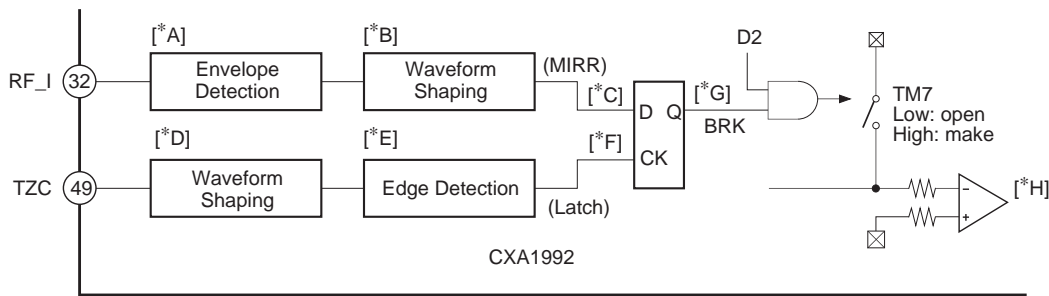 [*A]
[*B]
D2
RF_I
32
Envelope
Detection
Waveform
Shaping
(MIRR)
[*C]
D
Q
[*G]
BRK
TM7
Low: open
High: make
[*D]
[*E]
[*F]
CK
TZC
49
Waveform
Shaping
Edge Detection
(Latch)
−
+
[*H]
CXA1992